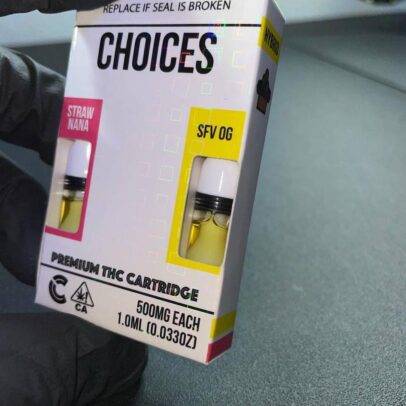 REPLACE IF SEAL IS BROKEN
CHOICES
STRAW
NANA
SFV OG
HYBRID
PREMIUM THC CARTRIDGE
CA
500MG EACH
1.0ML (0.033OZ)